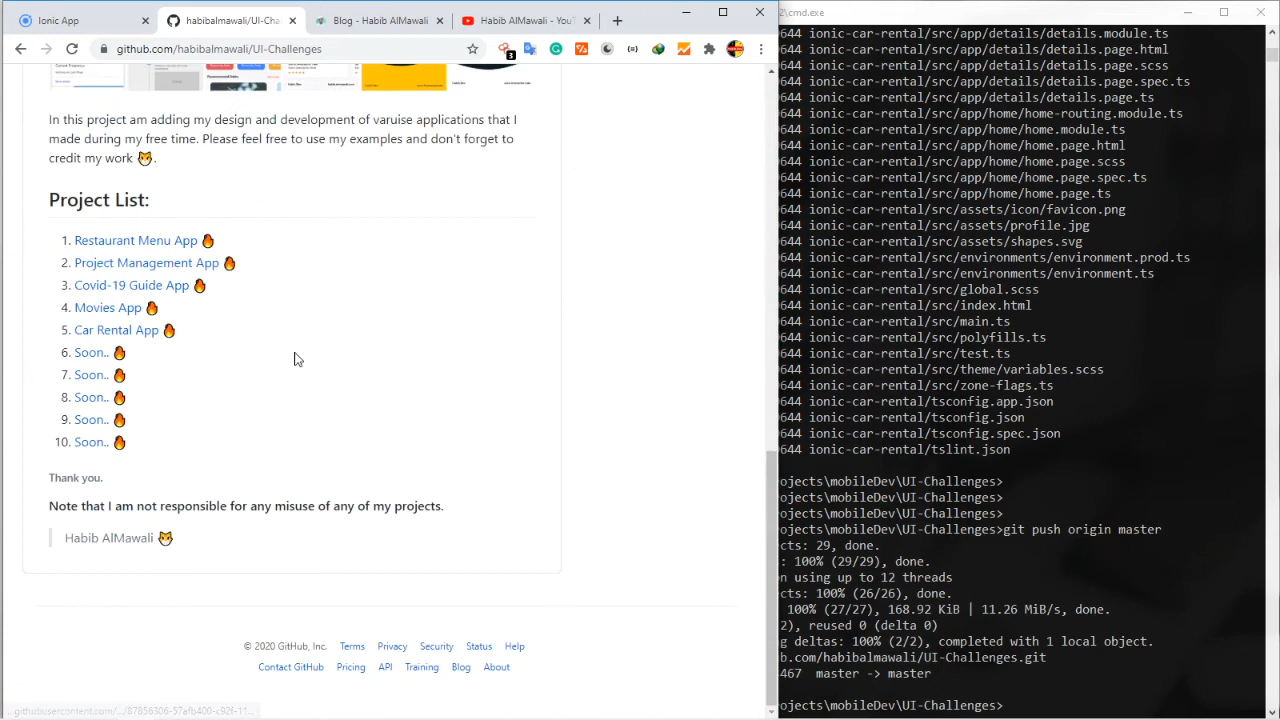 Ionic App
habibalmawali/UI-Cha
Blog - Habib AlMawali
Habib AlMawali - You
github.com/habibalmawali/UI-Challenges
3
In this project am adding my design and development of varuise applications that I
made during my free time. Please feel free to use my examples and don't forget to
credit my work 🐱.
Project List:
1. Restaurant Menu App 🔥
2. Project Management App 🔥
3. Covid-19 Guide App 🔥
4. Movies App 🔥
5. Car Rental App 🔥
6. Soon.. 🔥
7. Soon.. 🔥
8. Soon.. 🔥
9. Soon.. 🔥
10. Soon.. 🔥
Thank you.
Note that I am not responsible for any misuse of any of my projects.
Habib AlMawali 🐱
© 2020 GitHub, Inc. Terms Privacy Security Status Help
Contact GitHub Pricing API Training Blog About
...githubusercontent.com/.../87856306-57afb400-c92f-11...
2\cmd.exe
644 ionic-car-rental/src/app/details/details.module.ts
644 ionic-car-rental/src/app/details/details.page.html
644 ionic-car-rental/src/app/details/details.page.scss
644 ionic-car-rental/src/app/details/details.page.spec.ts
644 ionic-car-rental/src/app/details/details.page.ts
644 ionic-car-rental/src/app/home/home-routing.module.ts
644 ionic-car-rental/src/app/home/home.module.ts
644 ionic-car-rental/src/app/home/home.page.html
644 ionic-car-rental/src/app/home/home.page.scss
644 ionic-car-rental/src/app/home/home.page.spec.ts
644 ionic-car-rental/src/app/home/home.page.ts
644 ionic-car-rental/src/assets/icon/favicon.png
644 ionic-car-rental/src/assets/profile.jpg
644 ionic-car-rental/src/assets/shapes.svg
644 ionic-car-rental/src/environments/environment.prod.ts
644 ionic-car-rental/src/environments/environment.ts
644 ionic-car-rental/src/global.scss
644 ionic-car-rental/src/index.html
644 ionic-car-rental/src/main.ts
644 ionic-car-rental/src/polyfills.ts
644 ionic-car-rental/src/test.ts
644 ionic-car-rental/src/theme/variables.scss
644 ionic-car-rental/src/zone-flags.ts
644 ionic-car-rental/tsconfig.app.json
644 ionic-car-rental/tsconfig.json
644 ionic-car-rental/tsconfig.spec.json
644 ionic-car-rental/tslint.json
ojects\mobileDev\UI-Challenges>
ojects\mobileDev\UI-Challenges>
ojects\mobileDev\UI-Challenges>
ojects\mobileDev\UI-Challenges>git push origin master
cts: 29, done.
: 100% (29/29), done.
n using up to 12 threads
cts: 100% (26/26), done.
100% (27/27), 168.92 KiB | 11.26 MiB/s, done.
2), reused 0 (delta 0)
g deltas: 100% (2/2), completed with 1 local object.
b.com/habibalmawali/UI-Challenges.git
467 master -> master
ojects\mobileDev\UI-Challenges>